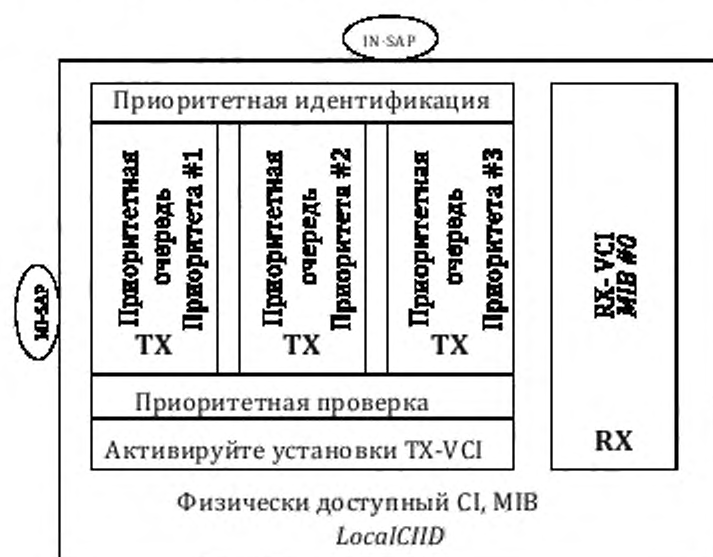 IN-SAP
Приоритетная идентификация
Приоритетная
очередь
Приоритета #1
TX
Приоритетная
очередь
Приоритета #2
TX
Приоритетная
очередь
Приоритета #3
TX
RX-VCI
MIB #0
RX
MI-SAP
Приоритетная проверка
Активируйте установки TX-VCI
Физически доступный CI, MIB
LocalCIID